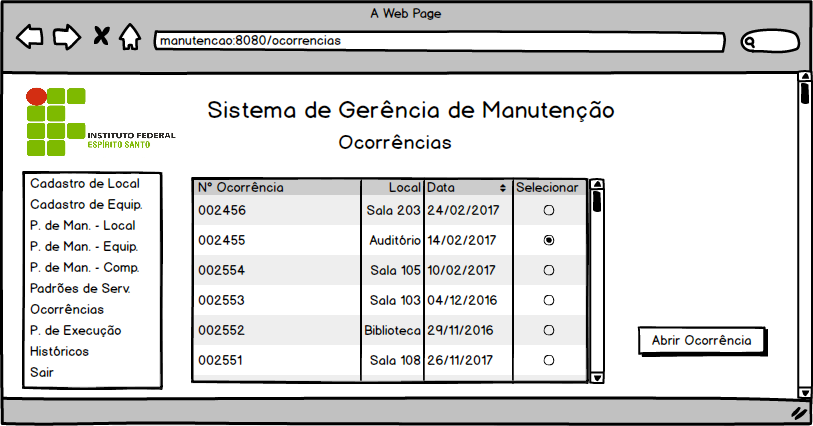 A Web Page
manutencao:8080/ocorrencias
INSTITUTO FEDERAL
ESPÍRITO SANTO
Sistema de Gerência de Manutenção
Ocorrências
Cadastro de Local
Cadastro de Equip.
P. de Man. - Local
P. de Man. - Equip.
P. de Man. - Comp.
Padrões de Serv.
Ocorrências
P. de Execução
Históricos
Sair
Nº Ocorrência Local Data Selecionar
002456 Sala 203 24/02/2017
002455 Auditório 14/02/2017
002554 Sala 105 10/02/2017
002553 Sala 103 04/12/2016
002552 Biblioteca 29/11/2016
002551 Sala 108 26/11/2017
Abrir Ocorrência